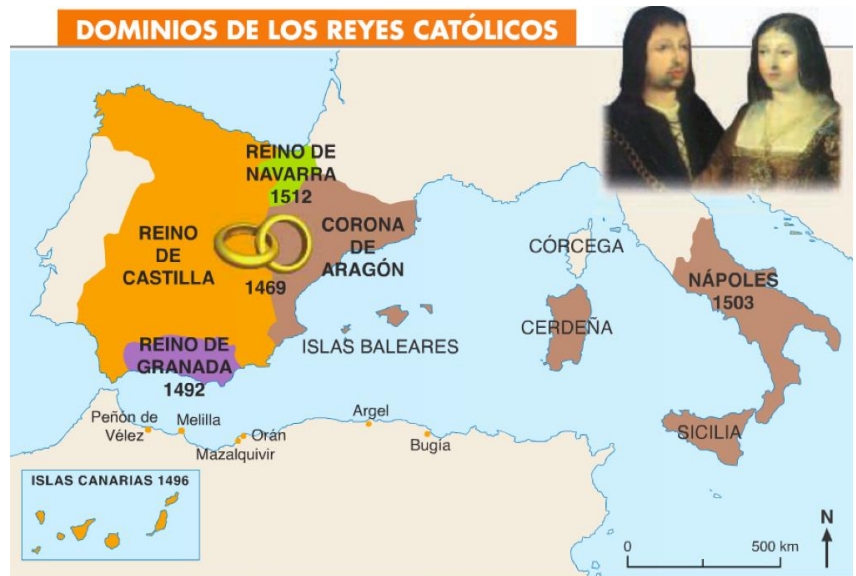 DOMINIOS DE LOS REYES CATÓLICOS
REINO DE
NAVARRA
1512
REINO
DE
CASTILLA
CORONA
DE
ARAGÓN
1469
CÓRCEGA
NÁPOLES
1503
CERDEÑA
ISLAS BALEARES
REINO DE
GRANADA
1492
SICILIA
Peñón de
Vélez
Melilla
Orán
Mazalquivir
Argel
Bugía
ISLAS CANARIAS 1496
N
0
500 km